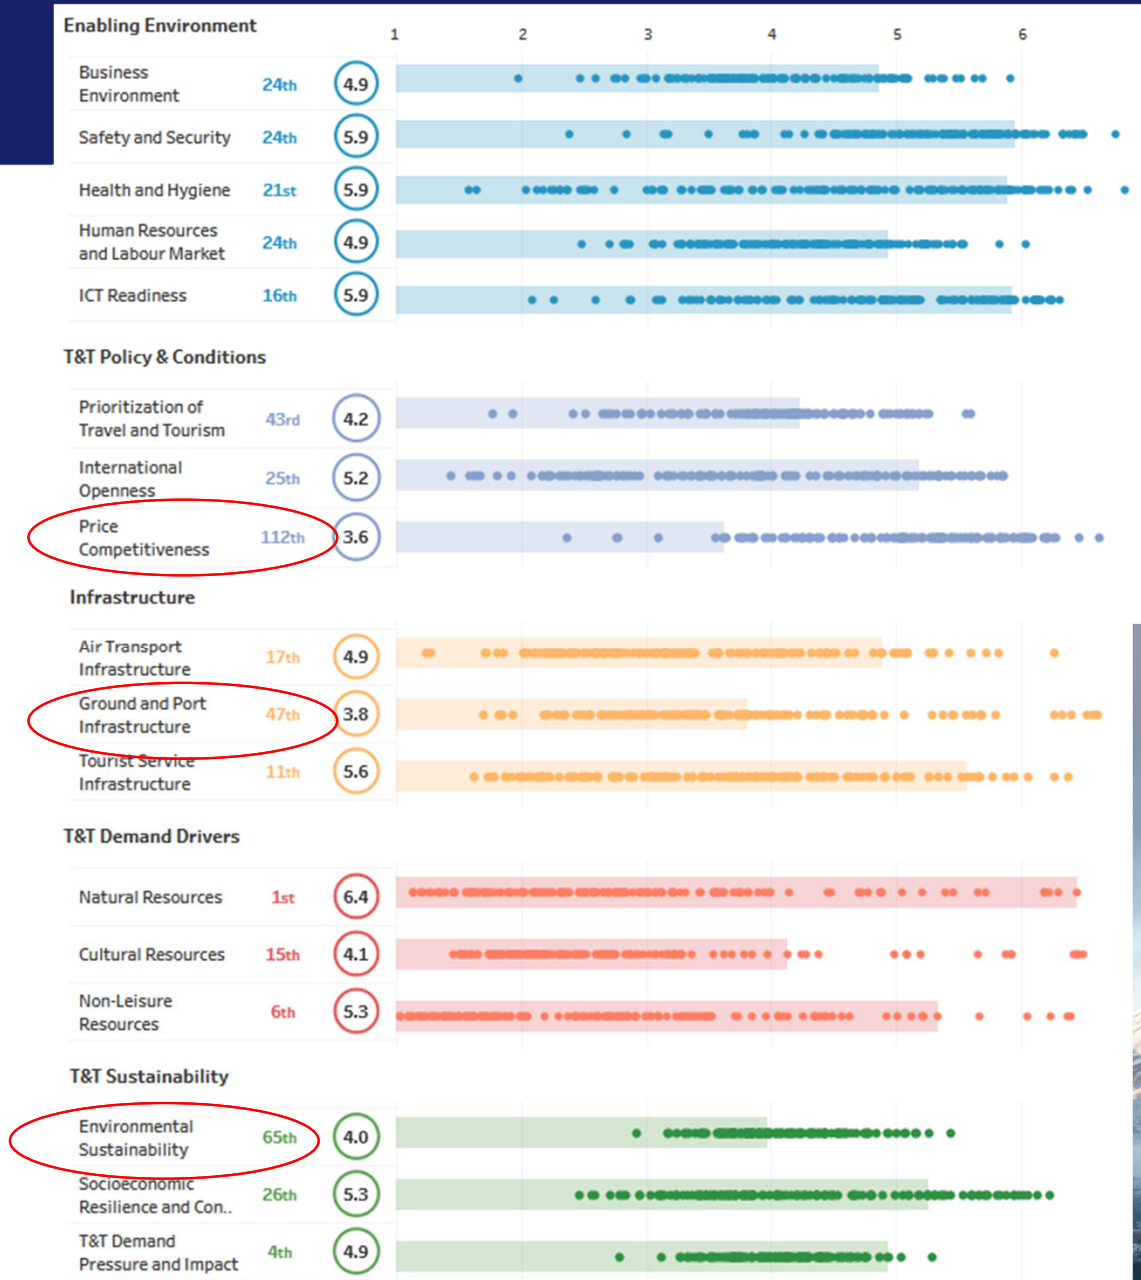 Enabling Environment
1 2 3 4 5 6
Business
Environment
24th 4.9
Safety and Security 24th 5.9
Health and Hygiene 21st 5.9
Human Resources
and Labour Market
24th 4.9
ICT Readiness 16th 5.9
T&T Policy & Conditions
Prioritization of
Travel and Tourism
43rd 4.2
International
Openness
25th 5.2
Price
Competitiveness
112th 3.6
Infrastructure
Air Transport
Infrastructure
17th 4.9
Ground and Port
Infrastructure
47th 3.8
Tourist Service
Infrastructure
11th 5.6
T&T Demand Drivers
Natural Resources 1st 6.4
Cultural Resources 15th 4.1
Non-Leisure
Resources
6th 5.3
T&T Sustainability
Environmental
Sustainability
65th 4.0
Socioeconomic
Resilience and Con..
26th 5.3
T&T Demand
Pressure and Impact
4th 4.9